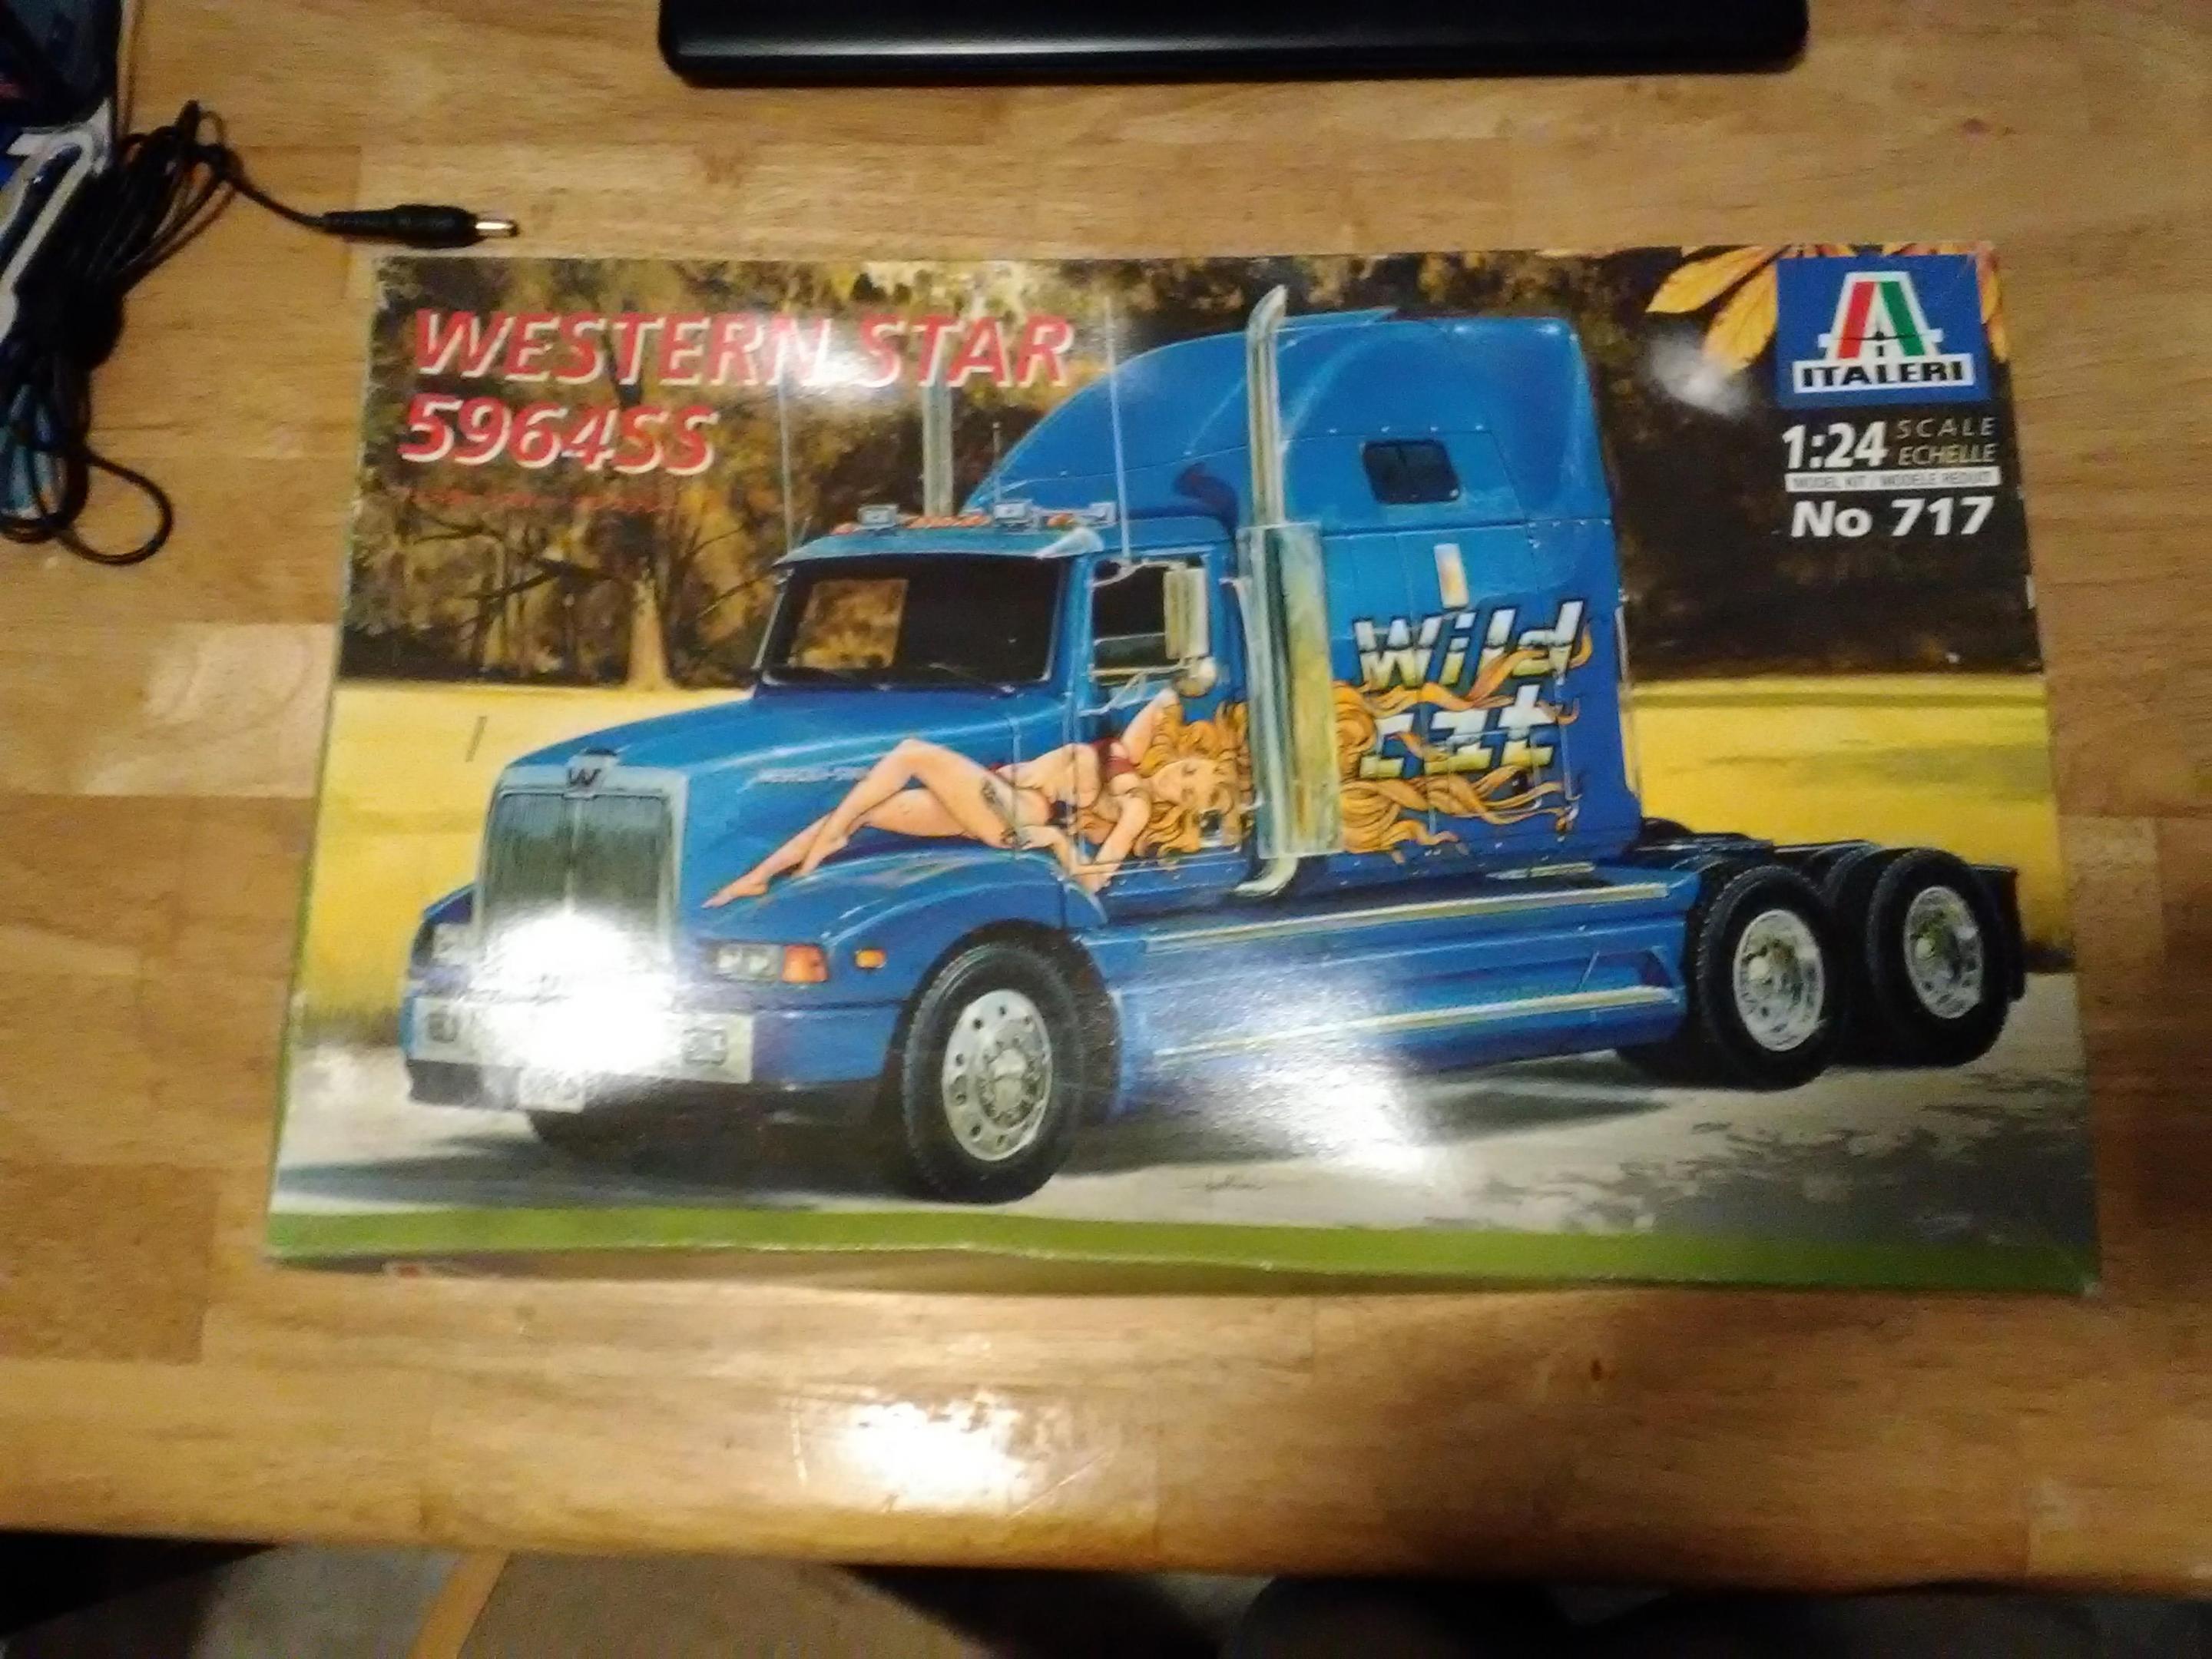 WESTERN STAR
5964SS
ITALERI
1:24 SCALE
ECHELLE
MODEL KIT / MODELE REDUIT
No 717
Wild
cat
W